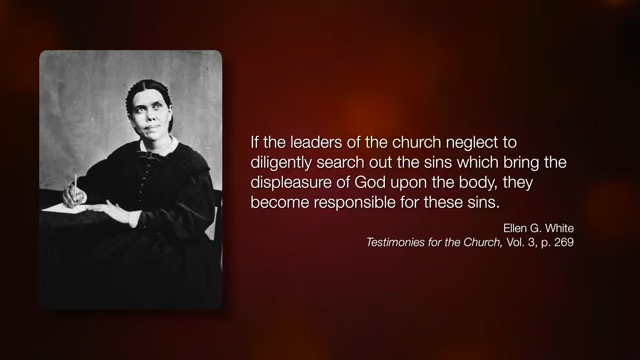 If the leaders of the church neglect to
diligently search out the sins which bring the
displeasure of God upon the body, they
become responsible for these sins.
Ellen G. White
Testimonies for the Church, Vol. 3, p. 269